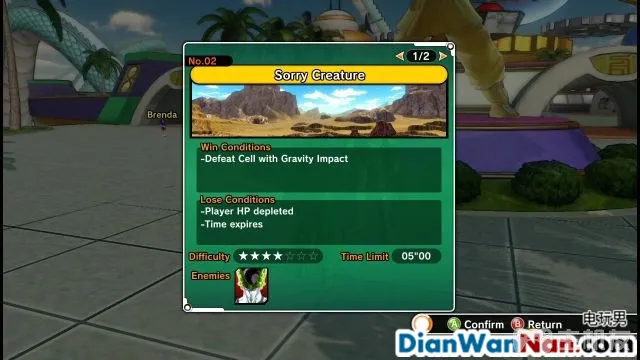 No.02
1/2
Sorry Creature
Brenda
Win Conditions
-Defeat Cell with Gravity Impact
Lose Conditions
-Player HP depleted
-Time expires
Difficulty
Time Limit 05"00
Enemies
电玩男
A Confirm B Return
DianWanNan.com